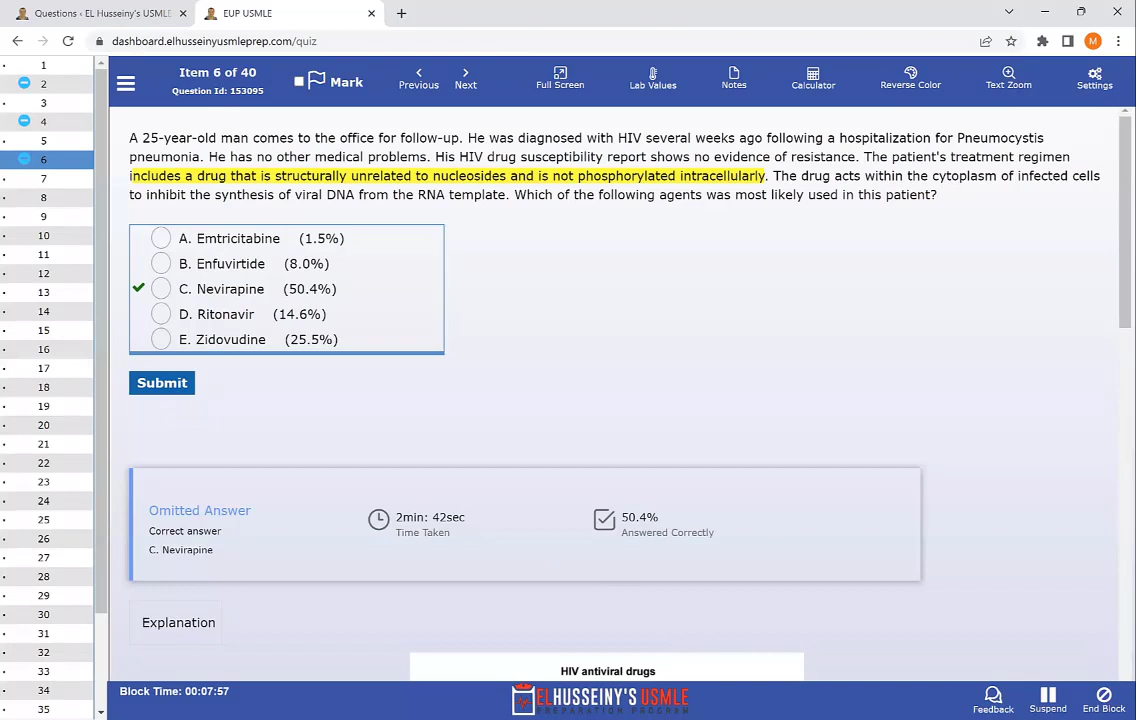 Questions ‹ EL Husseiny's USMLE
EUP USMLE
dashboard.elhusseinyusmleprep.com/quiz
M
1
2
3
4
5
6
7
8
9
10
11
12
13
14
15
16
17
18
19
20
21
22
23
24
25
26
27
28
29
30
31
32
33
34
35
Item 6 of 40
Question Id: 153095
Mark
Previous
Next
Full Screen
Lab Values
Notes
Calculator
Reverse Color
Text Zoom
Settings
A 25-year-old man comes to the office for follow-up. He was diagnosed with HIV several weeks ago following a hospitalization for Pneumocystis
pneumonia. He has no other medical problems. His HIV drug susceptibility report shows no evidence of resistance. The patient's treatment regimen
includes a drug that is structurally unrelated to nucleosides and is not phosphorylated intracellularly. The drug acts within the cytoplasm of infected cells
to inhibit the synthesis of viral DNA from the RNA template. Which of the following agents was most likely used in this patient?
A. Emtricitabine (1.5%)
B. Enfuvirtide (8.0%)
C. Nevirapine (50.4%)
D. Ritonavir (14.6%)
E. Zidovudine (25.5%)
Submit
Omitted Answer
Correct answer
C. Nevirapine
2min: 42sec
Time Taken
50.4%
Answered Correctly
Explanation
HIV antiviral drugs
Block Time: 00:07:57
ELHUSSEINY'S USMLE
PREPARATION PROGRAM
Feedback
Suspend
End Block